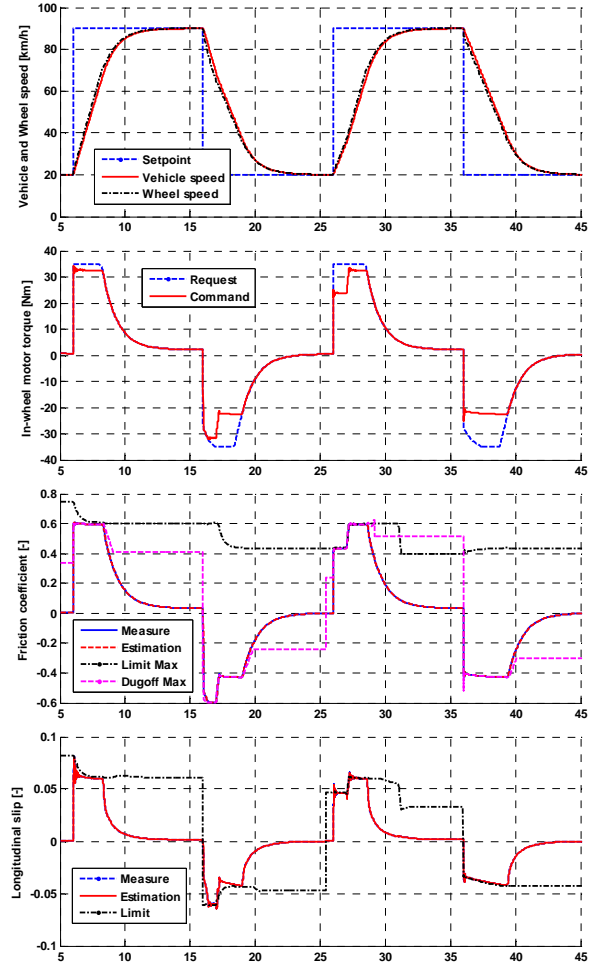 Vehicle and Wheel speed [km/h]
100
80
60
40
20
0
Setpoint
Vehicle speed
Wheel speed
5 10 15 20 25 30 35 40 45
In-wheel motor torque [Nm]
40
30
20
10
0
-10
-20
-30
-40
Request
Command
5 10 15 20 25 30 35 40 45
Friction coefficient [-]
0.8
0.6
0.4
0.2
0
-0.2
-0.4
-0.6
Measure
Estimation
Limit Max
Dugoff Max
5 10 15 20 25 30 35 40 45
Longitudinal slip [-]
0.1
0.05
0
-0.05
-0.1
Measure
Estimation
Limit
5 10 15 20 25 30 35 40 45